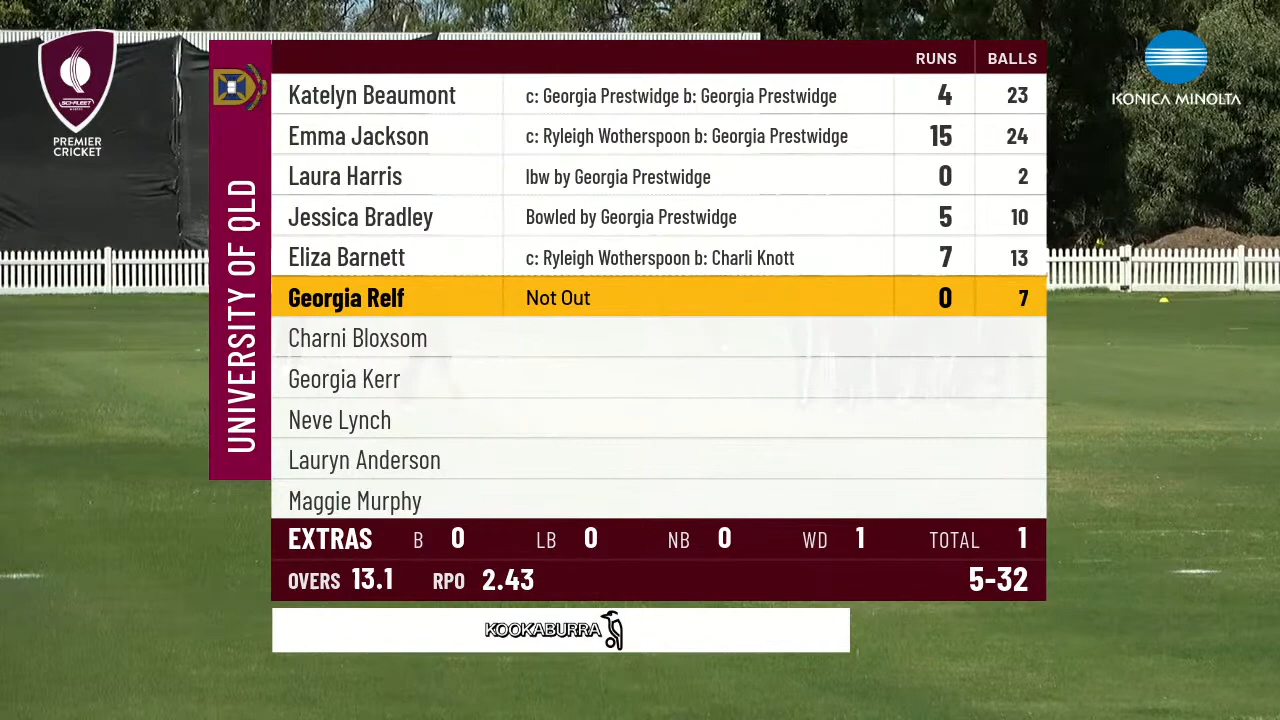 RUNS BALLS
Katelyn Beaumont c: Georgia Prestwidge b: Georgia Prestwidge 4 23
Emma Jackson c: Ryleigh Wotherspoon b: Georgia Prestwidge 15 24
Laura Harris lbw by Georgia Prestwidge 0 2
Jessica Bradley Bowled by Georgia Prestwidge 5 10
Eliza Barnett c: Ryleigh Wotherspoon b: Charli Knott 7 13
Georgia Relf Not Out 0 7
Charni Bloxsom
Georgia Kerr
Neve Lynch
Lauryn Anderson
Maggie Murphy
EXTRAS B 0 LB 0 NB 0 WD 1 TOTAL 1
OVERS 13.1 RPO 2.43 5-32
UNIVERSITY OF QLD
PREMIER
CRICKET
KONICA MINOLTA
KOOKABURRA